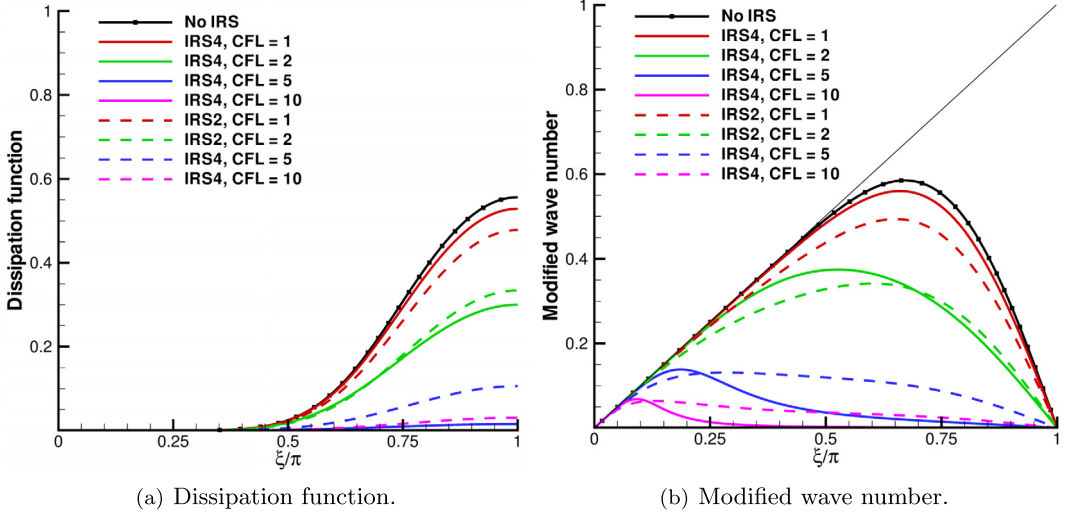 Dissipation function
1
0.8
0.6
0.4
0.2
0
0.25
0.5
0.75
1
ξ/π
No IRS
IRS4, CFL = 1
IRS4, CFL = 2
IRS4, CFL = 5
IRS4, CFL = 10
IRS2, CFL = 1
IRS2, CFL = 2
IRS4, CFL = 5
IRS4, CFL = 10
(a) Dissipation function.
Modified wave number
1
0.8
0.6
0.4
0.2
0
0.25
0.5
0.75
1
ξ/π
No IRS
IRS4, CFL = 1
IRS4, CFL = 2
IRS4, CFL = 5
IRS4, CFL = 10
IRS2, CFL = 1
IRS2, CFL = 2
IRS4, CFL = 5
IRS4, CFL = 10
(b) Modified wave number.